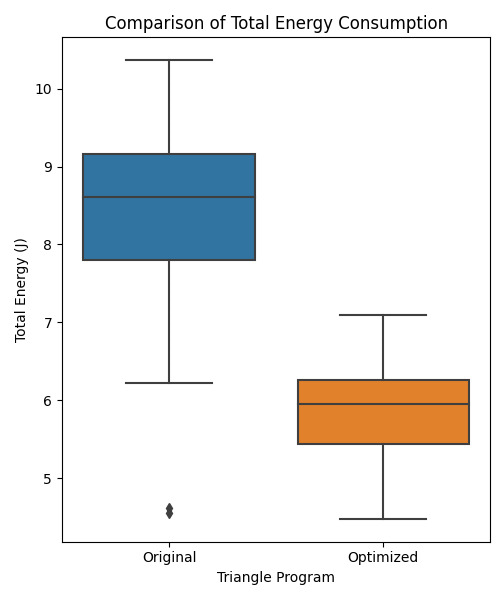 Comparison of Total Energy Consumption
Total Energy (J)
10
9
8
7
6
5
Original
Optimized
Triangle Program